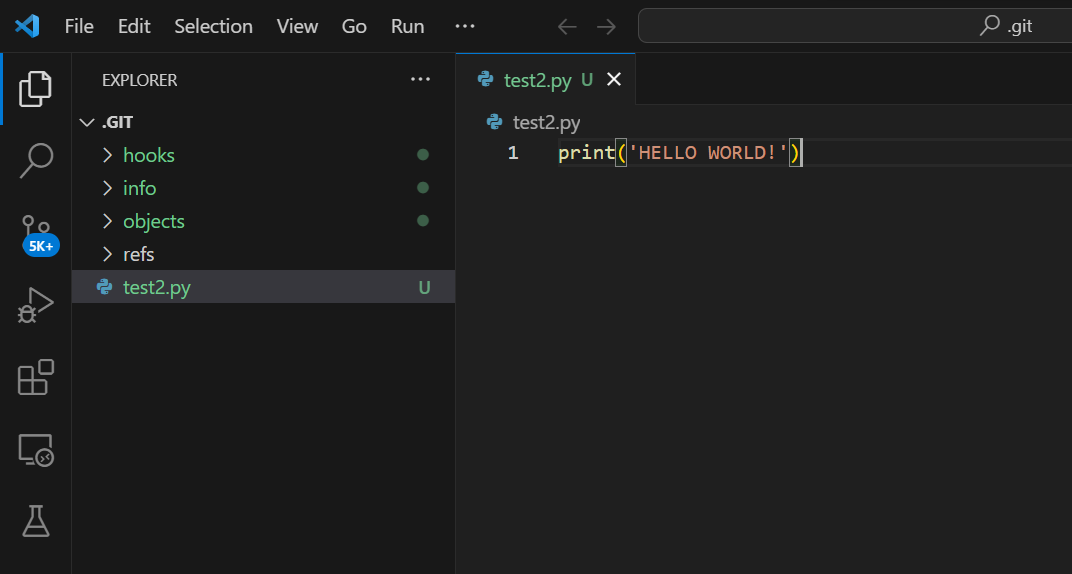 File Edit Selection View Go Run ··· .git
EXPLORER ···
.GIT
hooks
info
objects
refs
test2.py U
5K+
test2.py U
test2.py
1 print('HELLO WORLD!')